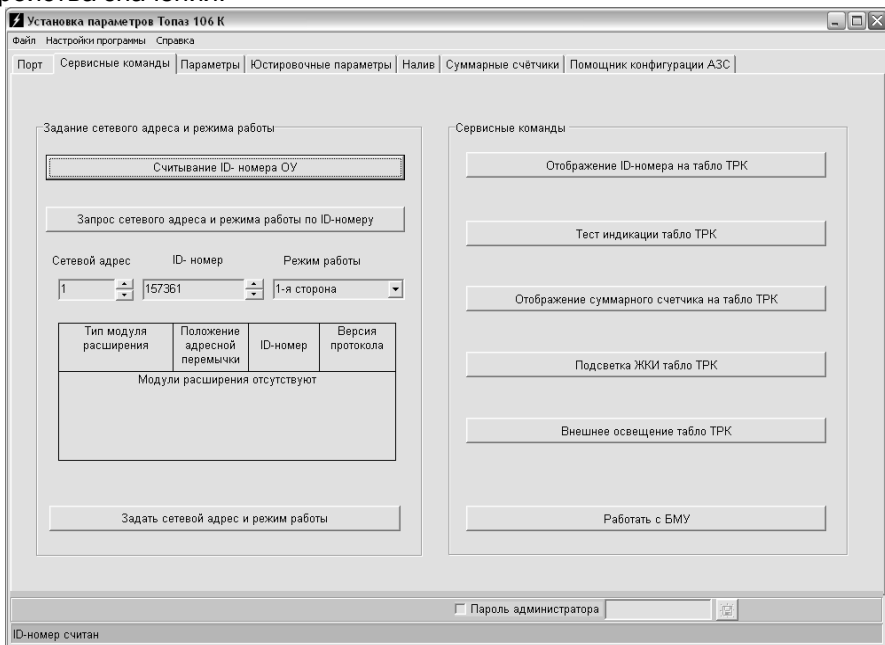 Установка параметров Топаз 106 К
Файл Настройки программы Справка
Порт Сервисные команды Параметры Юстировочные параметры Налив Суммарные счётчики Помощник конфигурации АЗС
Задание сетевого адреса и режима работы
Считывание ID- номера ОУ
Запрос сетевого адреса и режима работы по ID-номеру
Сетевой адрес ID- номер Режим работы
1 157361 1-я сторона
Тип модуля расширения Положение адресной перемычки ID-номер Версия протокола
Модули расширения отсутствуют
Задать сетевой адрес и режим работы
Сервисные команды
Отображение ID-номера на табло ТРК
Тест индикации табло ТРК
Отображение суммарного счетчика на табло ТРК
Подсветка ЖКИ табло ТРК
Внешнее освещение табло ТРК
Работать с БМУ
Пароль администратора
ID-номер считан